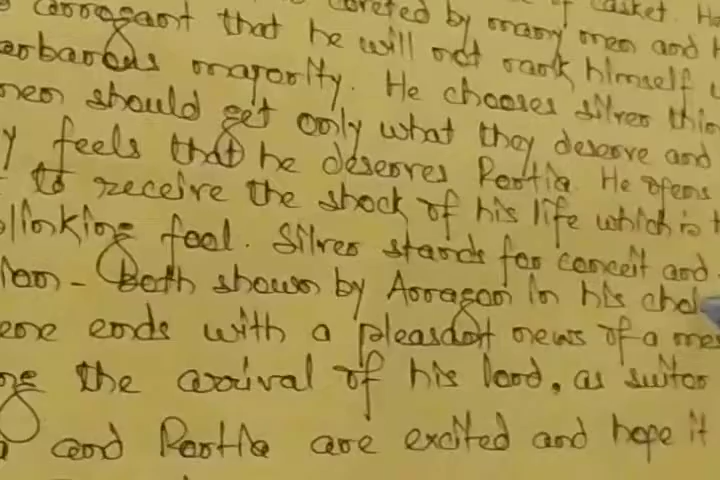 coveted by many men and
arrogant that he will not rank himself
barbarous majority. He chooses silver
men should get only what they deserve and
feels that he deserves Portia. He opens
to receive the shock of his life which is
blinking fool. Silver stands for conceit and
Both shown by Arragon in his
ends with a pleasant news of a
the arrival of his lord, as suitor
and Portia are excited and hope it